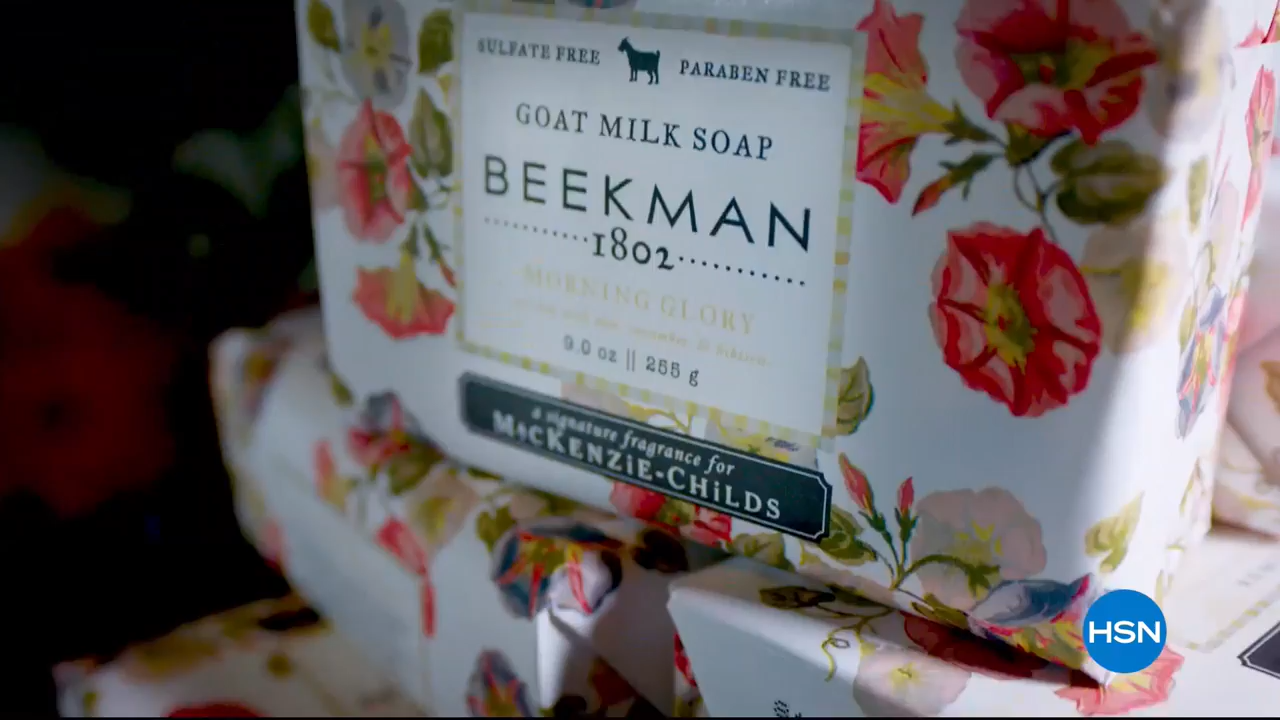 SULFATE FREE PARABEN FREE
GOAT MILK SOAP
BEEKMAN
1802
MORNING GLORY
9.0 oz || 255 g
a signature fragrance for
MacKENZiE-CHiLDS
HSN